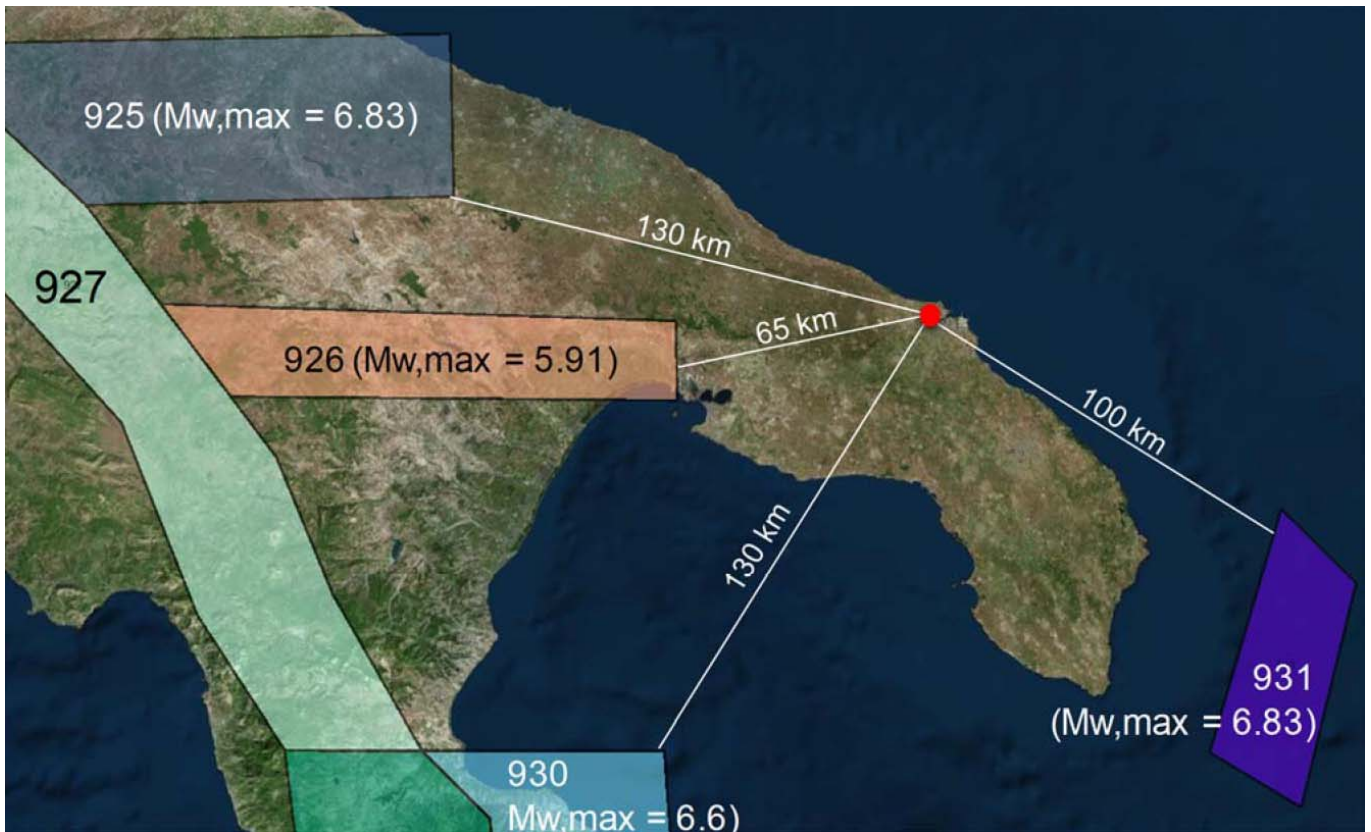 925 (Mw,max = 6.83)
130 km
927
65 km
926 (Mw,max = 5.91)
100 km
130 km
931
(Mw,max = 6.83)
930
Mw,max = 6.6)